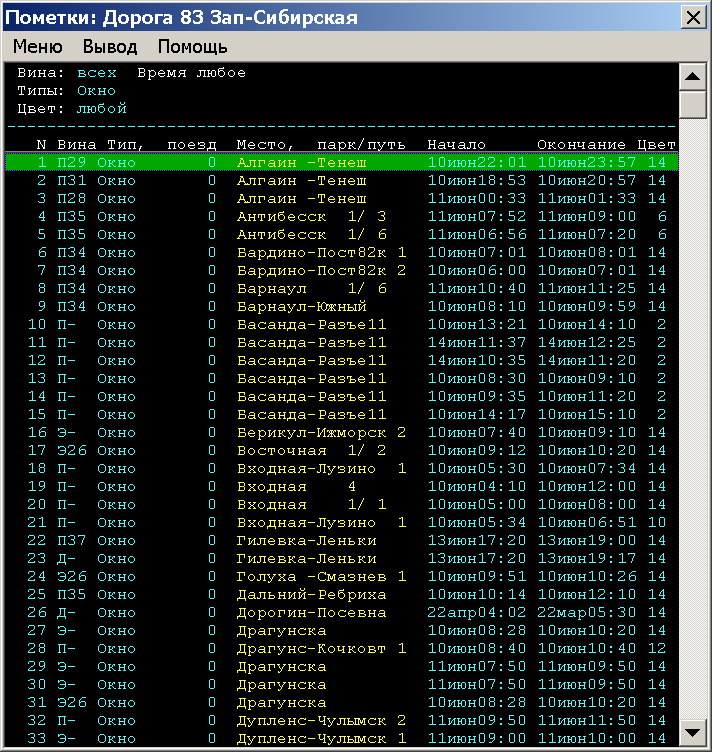 Пометки: Дорога 83 Зап-Сибирская
Меню Вывод Помощь
Вина: всех Время любое
Типы: Окно
Цвет: любой
N Вина Тип, поезд Место, парк/путь Начало Окончание Цвет
1 П29 Окно 0 Алгаин -Тенеш 10июн22:01 10июн23:57 14
2 П31 Окно 0 Алгаин -Тенеш 10июн18:53 10июн20:57 14
3 П28 Окно 0 Алгаин -Тенеш 11июн00:33 11июн01:33 14
4 П35 Окно 0 Антибесск 1/ 3 11июн07:52 11июн09:00 6
5 П35 Окно 0 Антибесск 1/ 6 11июн06:56 11июн07:20 6
6 П34 Окно 0 Вардино-Пост82к 1 10июн07:01 10июн08:01 14
7 П34 Окно 0 Вардино-Пост82к 2 10июн06:00 10июн07:01 14
8 П34 Окно 0 Варнаул 1/ 6 11июн10:40 11июн11:25 14
9 П34 Окно 0 Варнаул-Южный 10июн08:10 10июн09:59 14
10 П- Окно 0 Васанда-Разъе11 10июн13:21 10июн14:10 2
11 П- Окно 0 Васанда-Разъе11 14июн11:37 14июн12:25 2
12 П- Окно 0 Васанда-Разъе11 14июн10:35 14июн11:20 2
13 П- Окно 0 Васанда-Разъе11 10июн08:30 10июн09:10 2
14 П- Окно 0 Васанда-Разъе11 10июн09:35 10июн11:20 2
15 П- Окно 0 Васанда-Разъе11 10июн14:17 10июн15:10 2
16 Э- Окно 0 Верикул-Ижморск 2 10июн07:40 10июн09:10 14
17 Э26 Окно 0 Восточная 1/ 2 10июн09:12 10июн10:20 14
18 П- Окно 0 Входная-Лузино 1 10июн05:30 10июн07:34 14
19 П- Окно 0 Входная 4 10июн04:10 10июн12:00 14
20 П- Окно 0 Входная 1/ 1 10июн05:00 10июн08:00 14
21 П- Окно 0 Входная-Лузино 1 10июн05:34 10июн06:51 10
22 П37 Окно 0 Гилевка-Леньки 13июн17:20 13июн19:00 14
23 Д- Окно 0 Гилевка-Леньки 13июн17:20 13июн19:17 14
24 Э26 Окно 0 Голуха -Смазнев 1 10июн09:51 10июн10:26 14
25 П35 Окно 0 Дальний-Ребриха 10июн10:14 10июн12:10 14
26 Д- Окно 0 Дорогин-Посевна 22апр04:02 22мар05:30 14
27 Э- Окно 0 Драгунска 10июн08:28 10июн10:20 14
28 П- Окно 0 Драгунс-Кочковт 1 10июн08:40 10июн10:40 12
29 Э- Окно 0 Драгунска 11июн07:50 11июн09:50 14
30 Э- Окно 0 Драгунска 11июн07:50 11июн09:50 14
31 Э26 Окно 0 Драгунска 10июн08:28 10июн10:20 14
32 П- Окно 0 Дупленс-Чулымск 2 11июн09:50 11июн11:50 14
33 Э- Окно 0 Дупленс-Чулымск 1 11июн09:00 11июн10:00 14